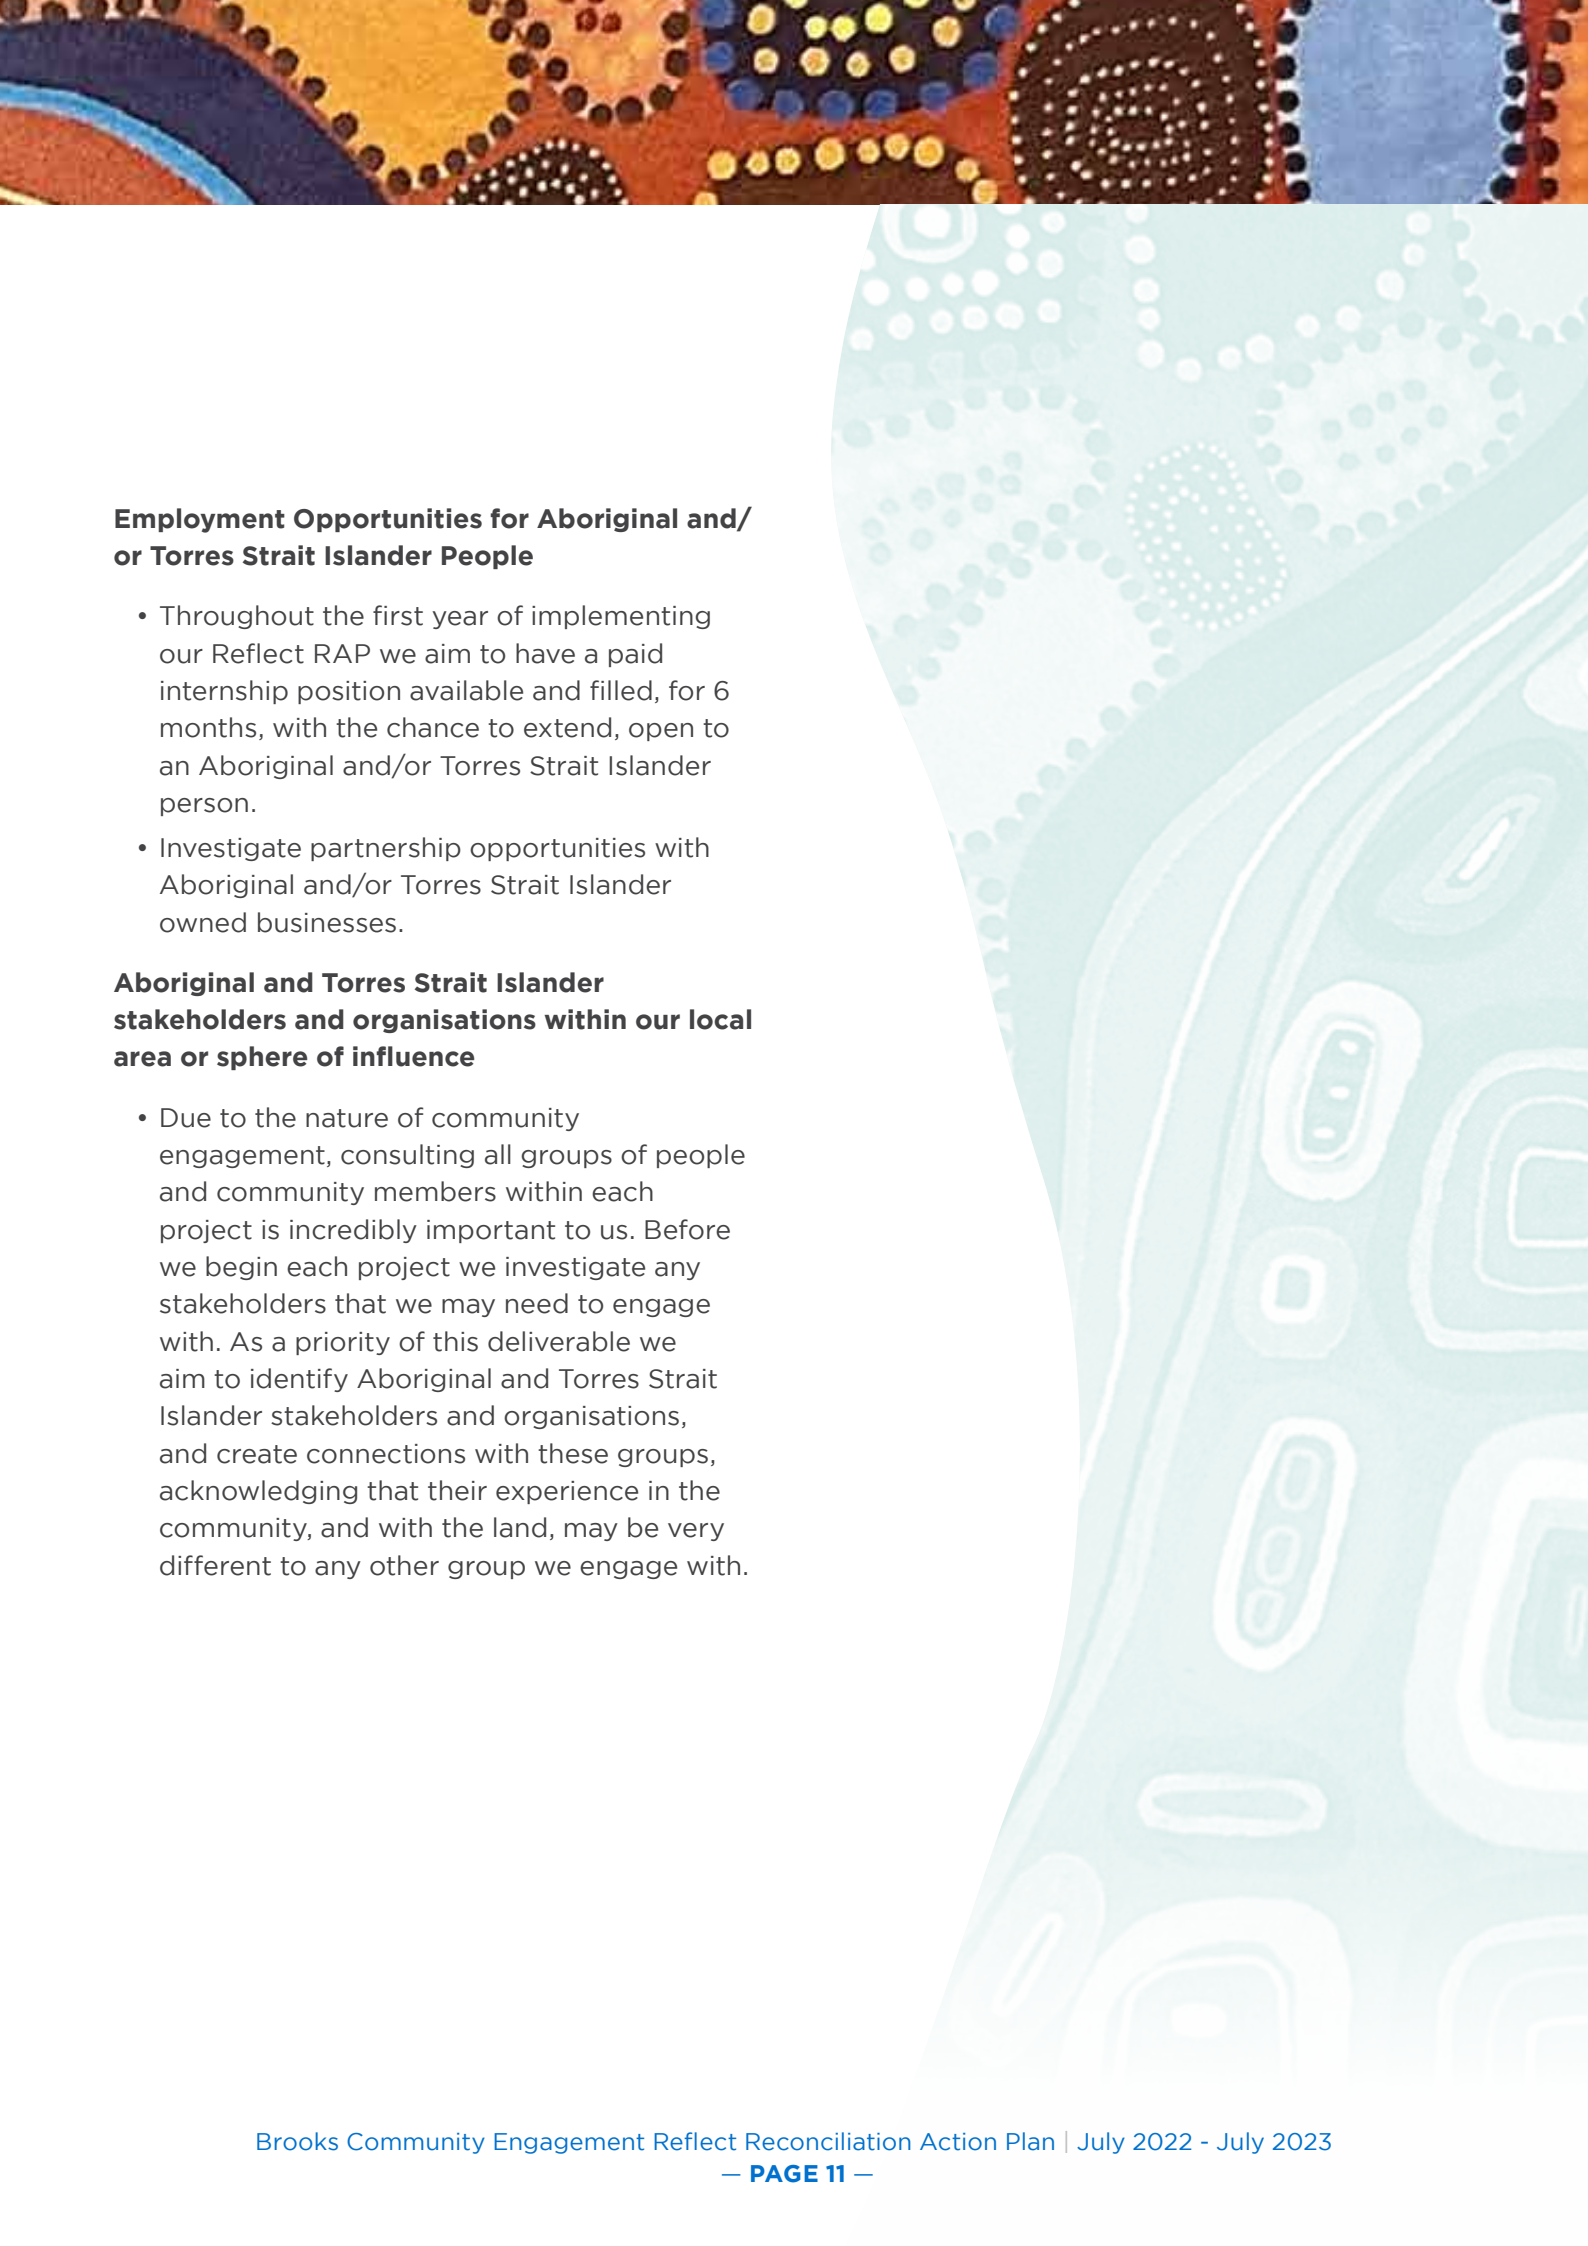 Employment Opportunities for Aboriginal and/
or Torres Strait Islander People
• Throughout the first year of implementing
our Reflect RAP we aim to have a paid
internship position available and filled, for 6
months, with the chance to extend, open to
an Aboriginal and/or Torres Strait Islander
person.
• Investigate partnership opportunities with
Aboriginal and/or Torres Strait Islander
owned businesses.
Aboriginal and Torres Strait Islander
stakeholders and organisations within our local
area or sphere of influence
• Due to the nature of community
engagement, consulting all groups of people
and community members within each
project is incredibly important to us. Before
we begin each project we investigate any
stakeholders that we may need to engage
with. As a priority of this deliverable we
aim to identify Aboriginal and Torres Strait
Islander stakeholders and organisations,
and create connections with these groups,
acknowledging that their experience in the
community, and with the land, may be very
different to any other group we engage with.
Brooks Community Engagement Reflect Reconciliation Action Plan | July 2022 - July 2023
— PAGE 11 —